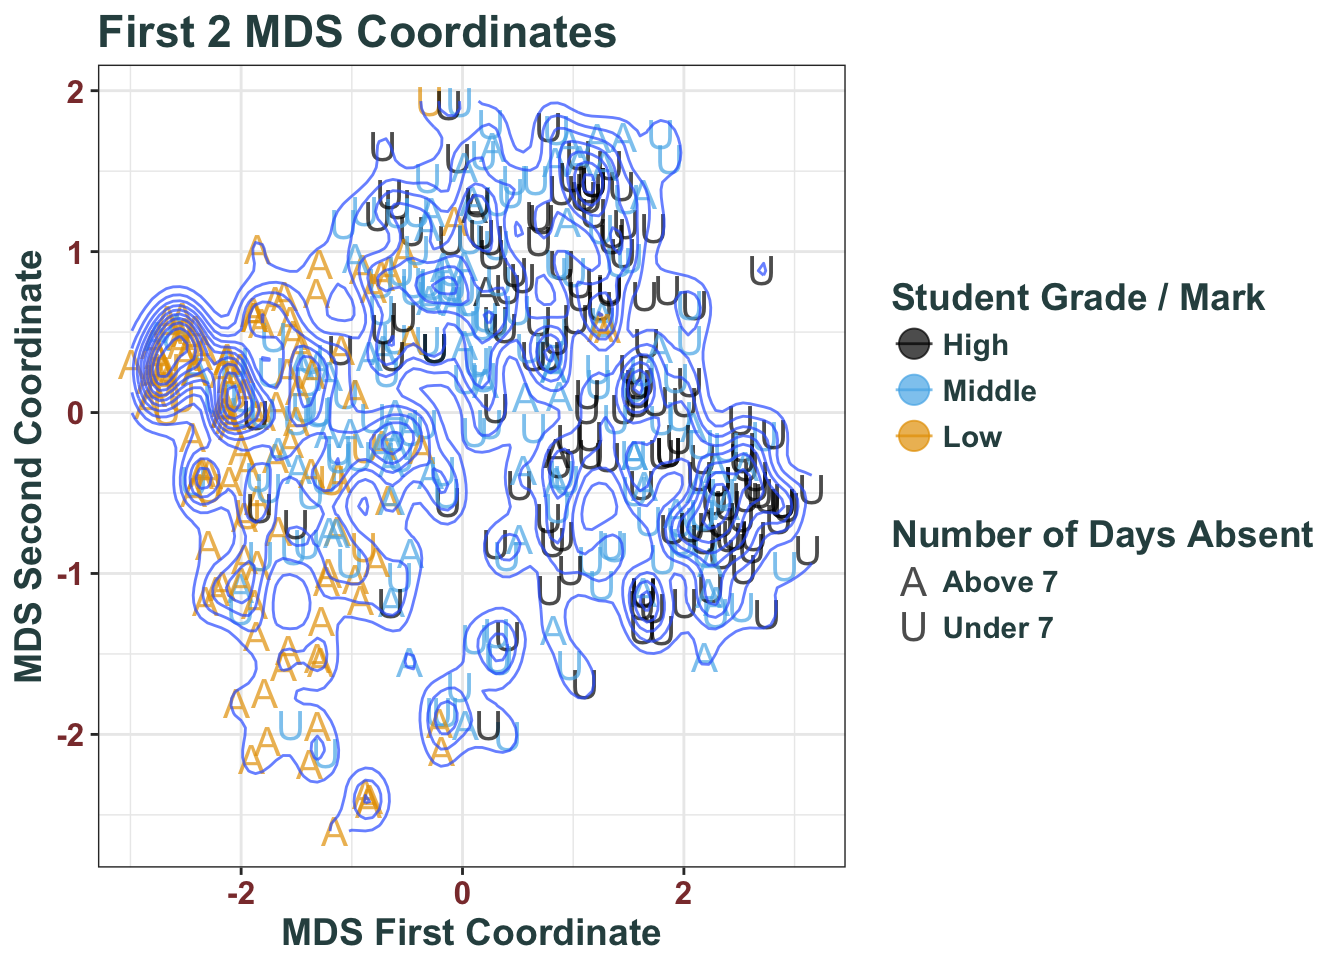 First 2 MDS Coordinates
2
1
0
-1
-2
-2
0
2
MDS Second Coordinate
MDS First Coordinate
Student Grade / Mark
High
Middle
Low
Number of Days Absent
A Above 7
U Under 7